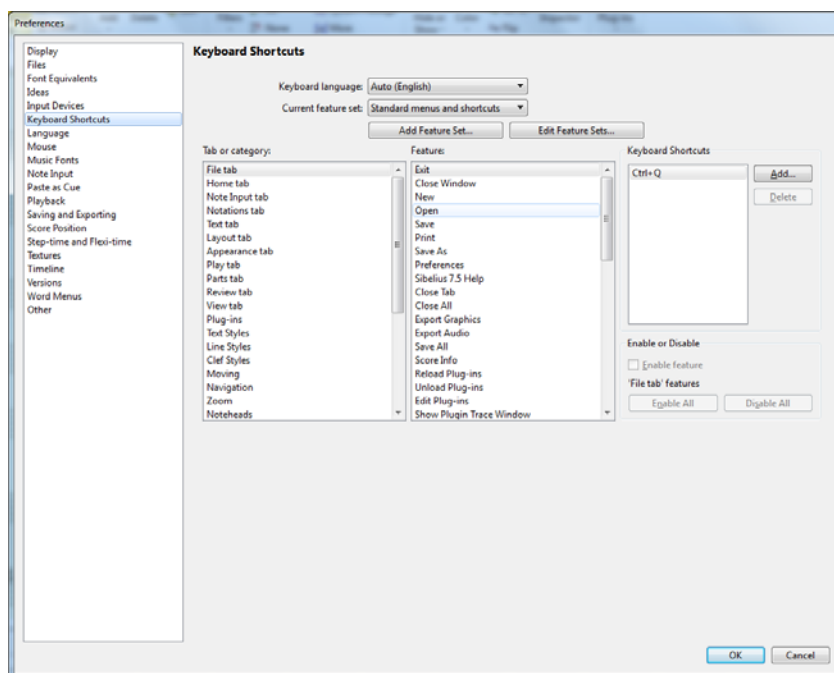 Preferences
Display
Files
Font Equivalents
Ideas
Input Devices
Keyboard Shortcuts
Language
Mouse
Music Fonts
Note Input
Paste as Cue
Playback
Saving and Exporting
Score Position
Step-time and Flexi-time
Textures
Timeline
Versions
Word Menus
Other
Keyboard Shortcuts
Keyboard language: Auto (English)
Current feature set: Standard menus and shortcuts
Add Feature Set... Edit Feature Sets...
Tab or category:
File tab
Home tab
Note Input tab
Notations tab
Text tab
Layout tab
Appearance tab
Play tab
Parts tab
Review tab
View tab
Plug-ins
Text Styles
Line Styles
Clef Styles
Moving
Navigation
Zoom
Noteheads
Feature:
Exit
Close Window
New
Open
Save
Print
Save As
Preferences
Sibelius 7.5 Help
Close Tab
Close All
Export Graphics
Export Audio
Save All
Score Info
Reload Plug-ins
Unload Plug-ins
Edit Plug-ins
Show Plugin Trace Window
Keyboard Shortcuts
Ctrl+Q
Add...
Delete
Enable or Disable
Enable feature
'File tab' features
Enable All Disable All
OK Cancel